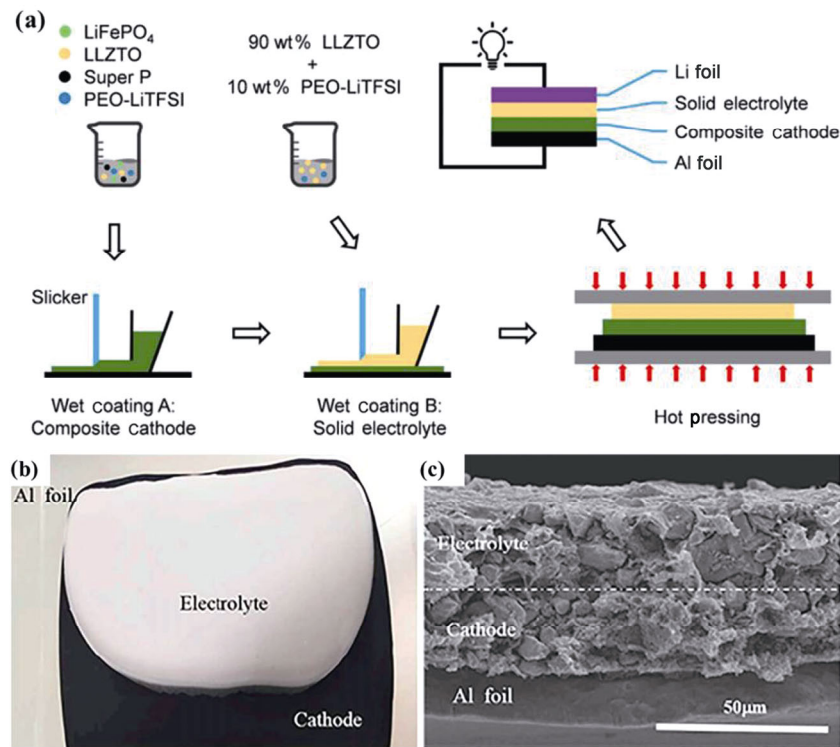 (a)
LiFePO₄
LLZTO
Super P
PEO-LiTFSI
90 wt% LLZTO
+
10 wt% PEO-LiTFSI
Li foil
Solid electrolyte
Composite cathode
Al foil
Slicker
Wet coating A:
Composite cathode
Wet coating B:
Solid electrolyte
Hot pressing
(b)
Al foil
Electrolyte
Cathode
(c)
Electrolyte
Cathode
Al foil
50μm